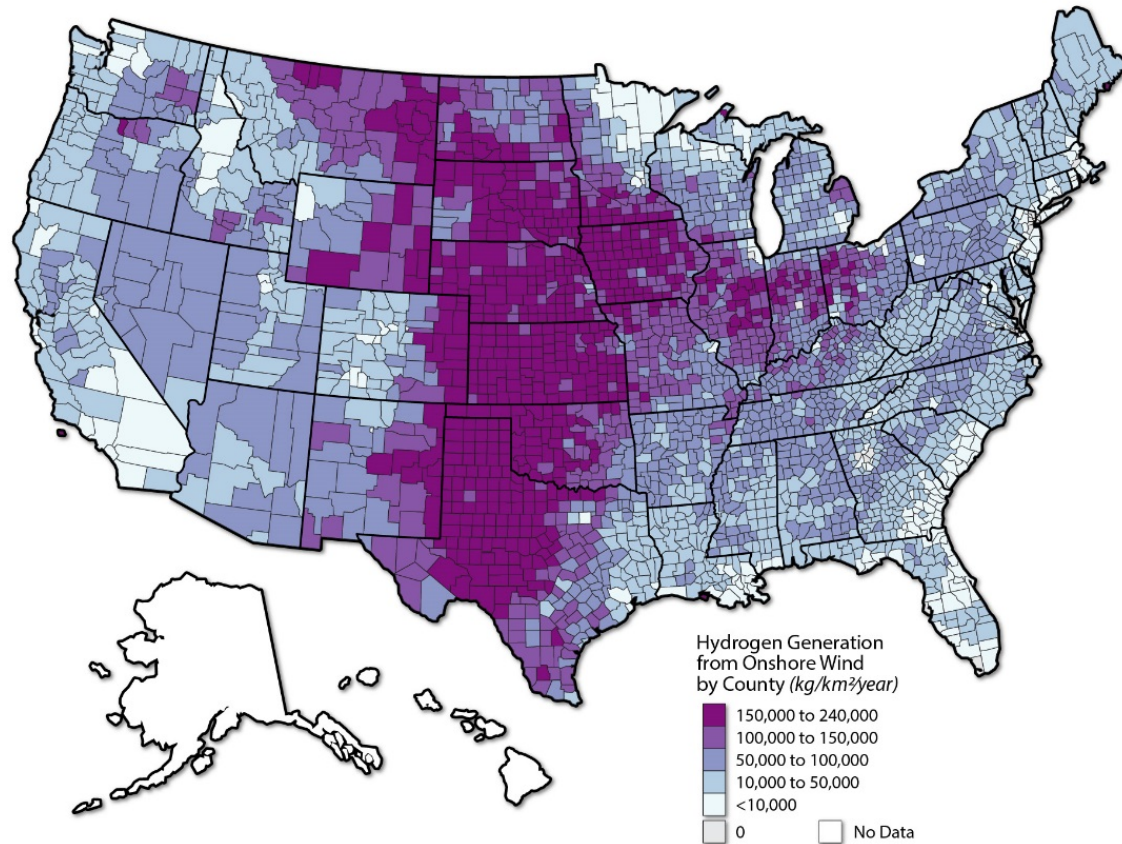 Hydrogen Generation
from Onshore Wind
by County (kg/km²/year)
150,000 to 240,000
100,000 to 150,000
50,000 to 100,000
10,000 to 50,000
<10,000
0 No Data